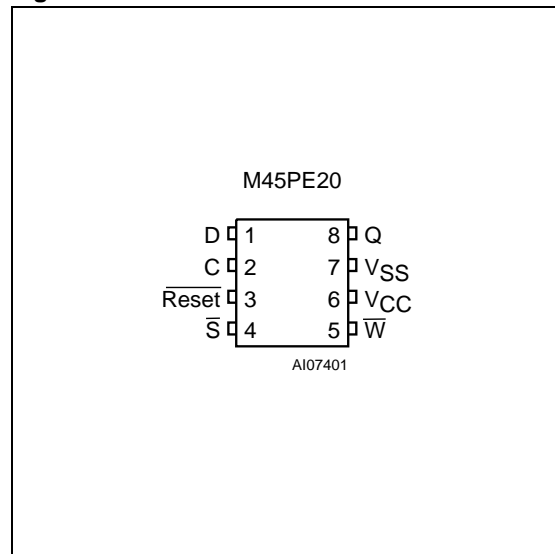 M45PE20
D 1 8 Q
C 2 7 VSS
Reset 3 6 VCC
S 4 5 W
AI07401